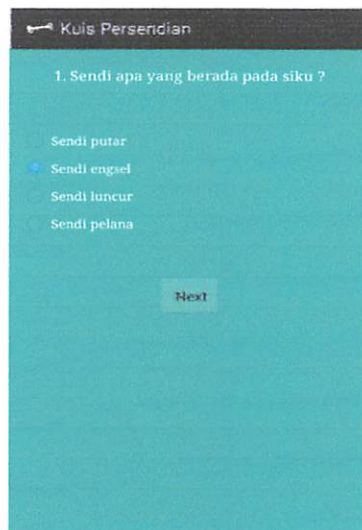 Kuis Persendian
1. Sendi apa yang berada pada siku ?
Sendi putar
Sendi engsel
Sendi luncur
Sendi pelana
Next